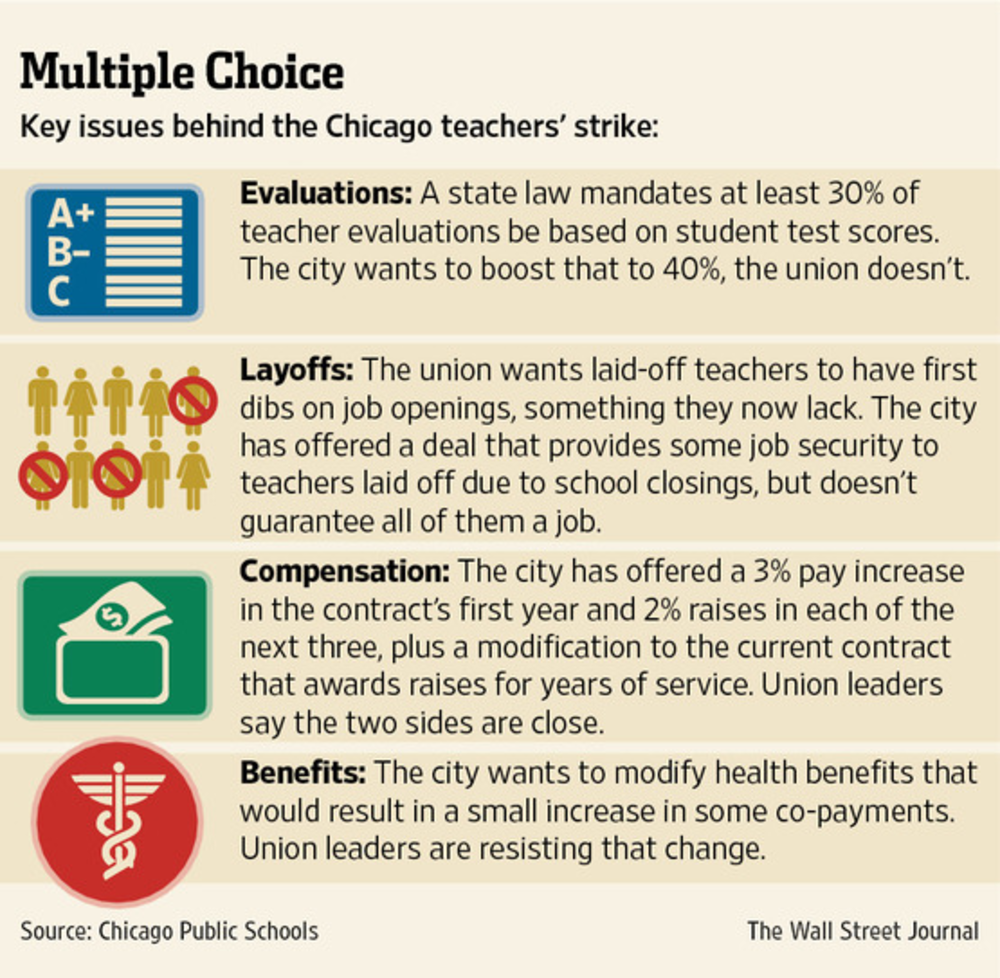 Multiple Choice
Key issues behind the Chicago teachers’ strike:
A+
B–
C
Evaluations: A state law mandates at least 30% of
teacher evaluations be based on student test scores.
The city wants to boost that to 40%, the union doesn’t.
Layoffs: The union wants laid-off teachers to have first
dibs on job openings, something they now lack. The city
has offered a deal that provides some job security to
teachers laid off due to school closings, but doesn’t
guarantee all of them a job.
Compensation: The city has offered a 3% pay increase
in the contract’s first year and 2% raises in each of the
next three, plus a modification to the current contract
that awards raises for years of service. Union leaders
say the two sides are close.
$
Benefits: The city wants to modify health benefits that
would result in a small increase in some co-payments.
Union leaders are resisting that change.
Source: Chicago Public Schools
The Wall Street Journal